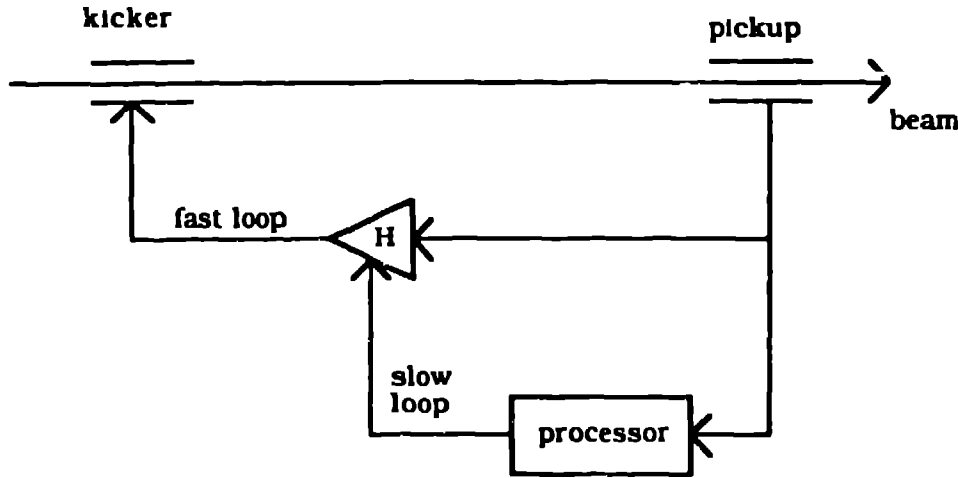 kicker
pickup
beam
fast loop
H
slow
loop
processor